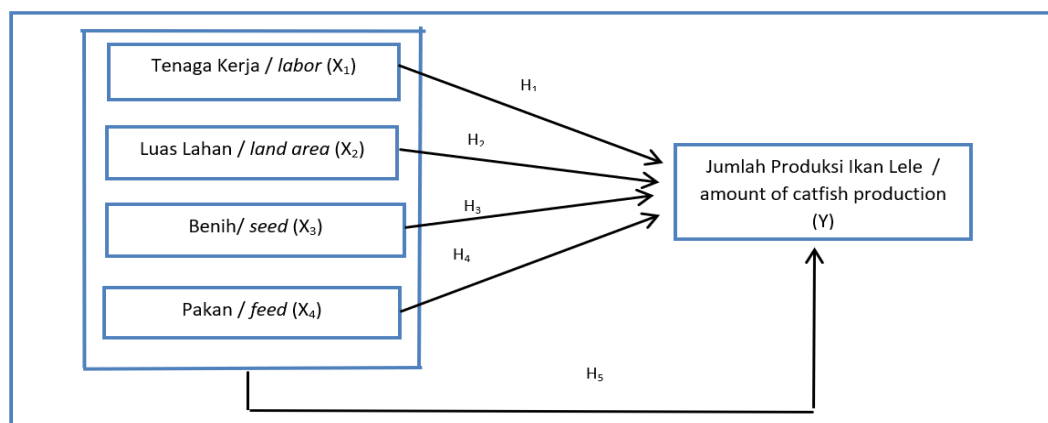 Tenaga Kerja / labor (X₁)
H₁
Luas Lahan / land area (X₂)
H₂
Benih/ seed (X₃)
H₃
Pakan / feed (X₄)
H₄
Jumlah Produksi Ikan Lele /
amount of catfish production
(Y)
H₅